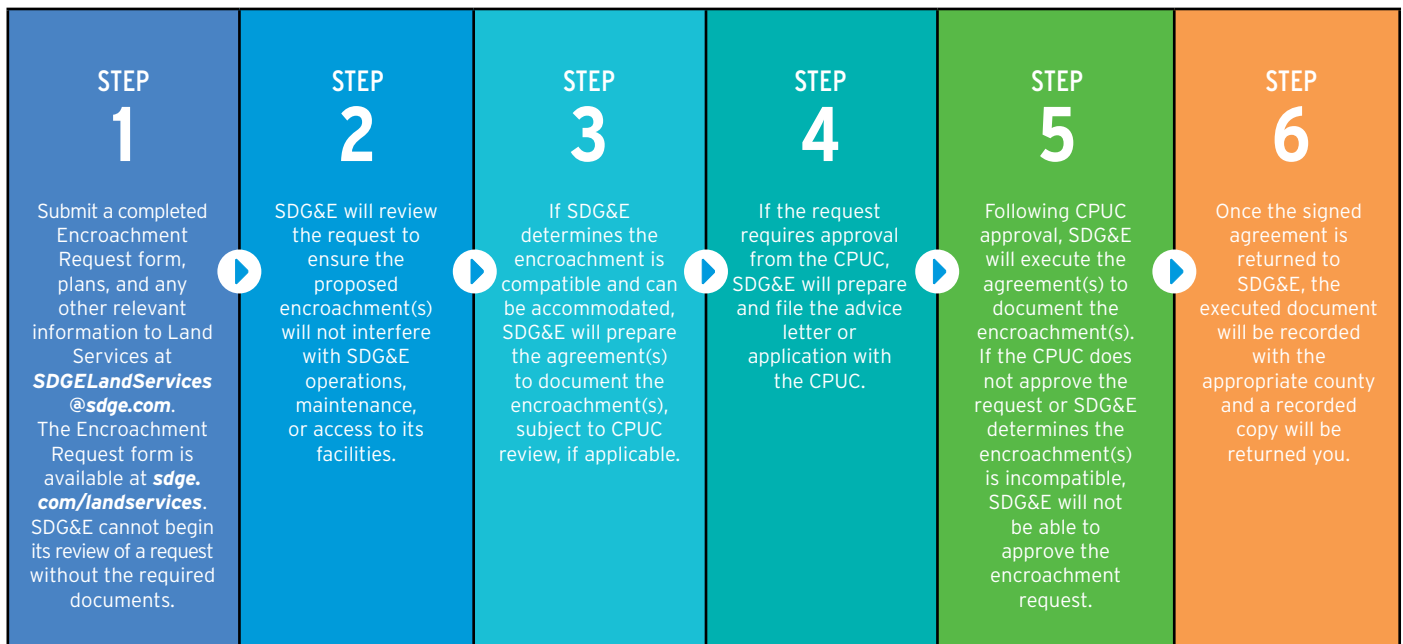 STEP
1
Submit a completed
Encroachment
Request form,
plans, and any
other relevant
information to Land
Services at
SDGELandServices
@sdge.com.
The Encroachment
Request form is
available at sdge.
com/landservices.
SDG&E cannot begin
its review of a request
without the required
documents.
STEP
2
SDG&E will review
the request to
ensure the
proposed
encroachment(s)
will not interfere
with SDG&E
operations,
maintenance,
or access to its
facilities.
STEP
3
If SDG&E
determines the
encroachment is
compatible and can
be accommodated,
SDG&E will prepare
the agreement(s)
to document the
encroachment(s),
subject to CPUC
review, if applicable.
STEP
4
If the request
requires approval
from the CPUC,
SDG&E will prepare
and file the advice
letter or
application with
the CPUC.
STEP
5
Following CPUC
approval, SDG&E
will execute the
agreement(s) to
document the
encroachment(s).
If the CPUC does
not approve the
request or SDG&E
determines the
encroachment(s)
is incompatible,
SDG&E will not
be able to
approve the
encroachment
request.
STEP
6
Once the signed
agreement is
returned to
SDG&E, the
executed document
will be recorded
with the
appropriate county
and a recorded
copy will be
returned you.